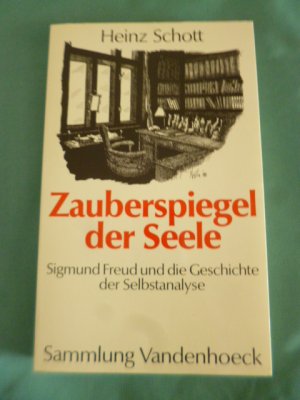 Heinz Schott
Zauberspiegel
der Seele
Sigmund Freud und die Geschichte
der Selbstanalyse
Sammlung Vandenhoeck